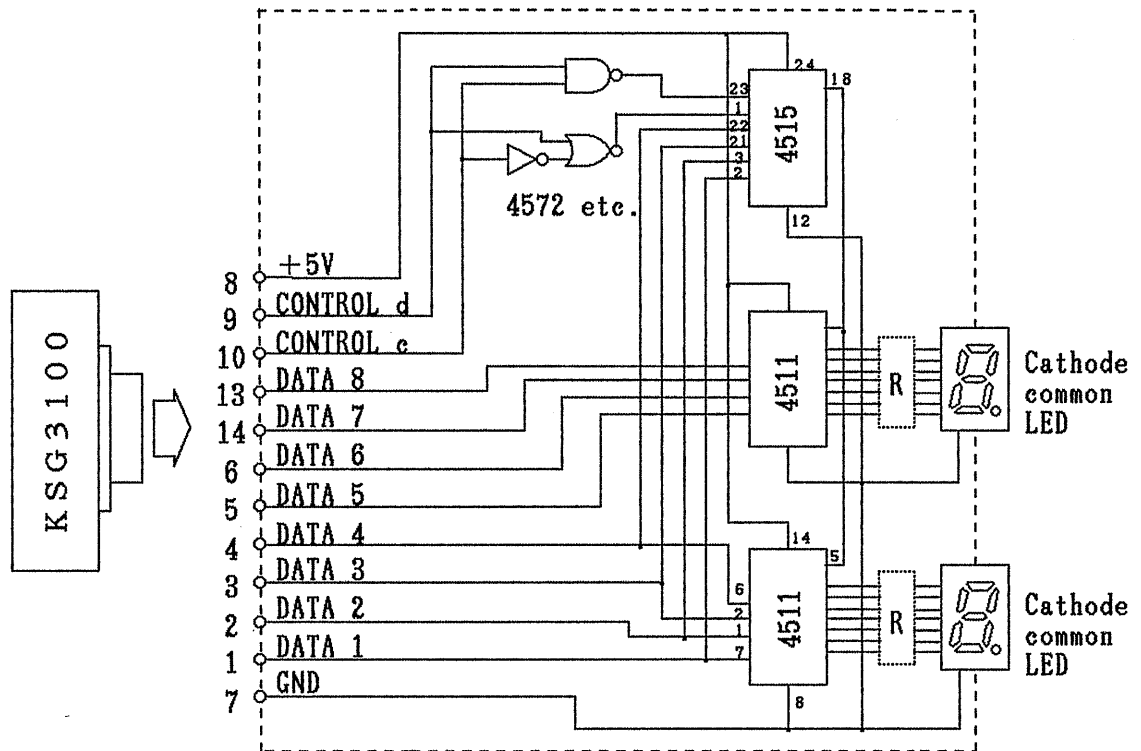 KSG3100
8 +5V
9 CONTROL d
10 CONTROL c
13 DATA 8
14 DATA 7
6 DATA 6
5 DATA 5
4 DATA 4
3 DATA 3
2 DATA 2
1 DATA 1
7 GND
4572 etc.
24
18
23
1
22
21
3
2
4515
12
4511
R
Cathode
common
LED
14
5
6
2
1
7
4511
8
R
Cathode
common
LED